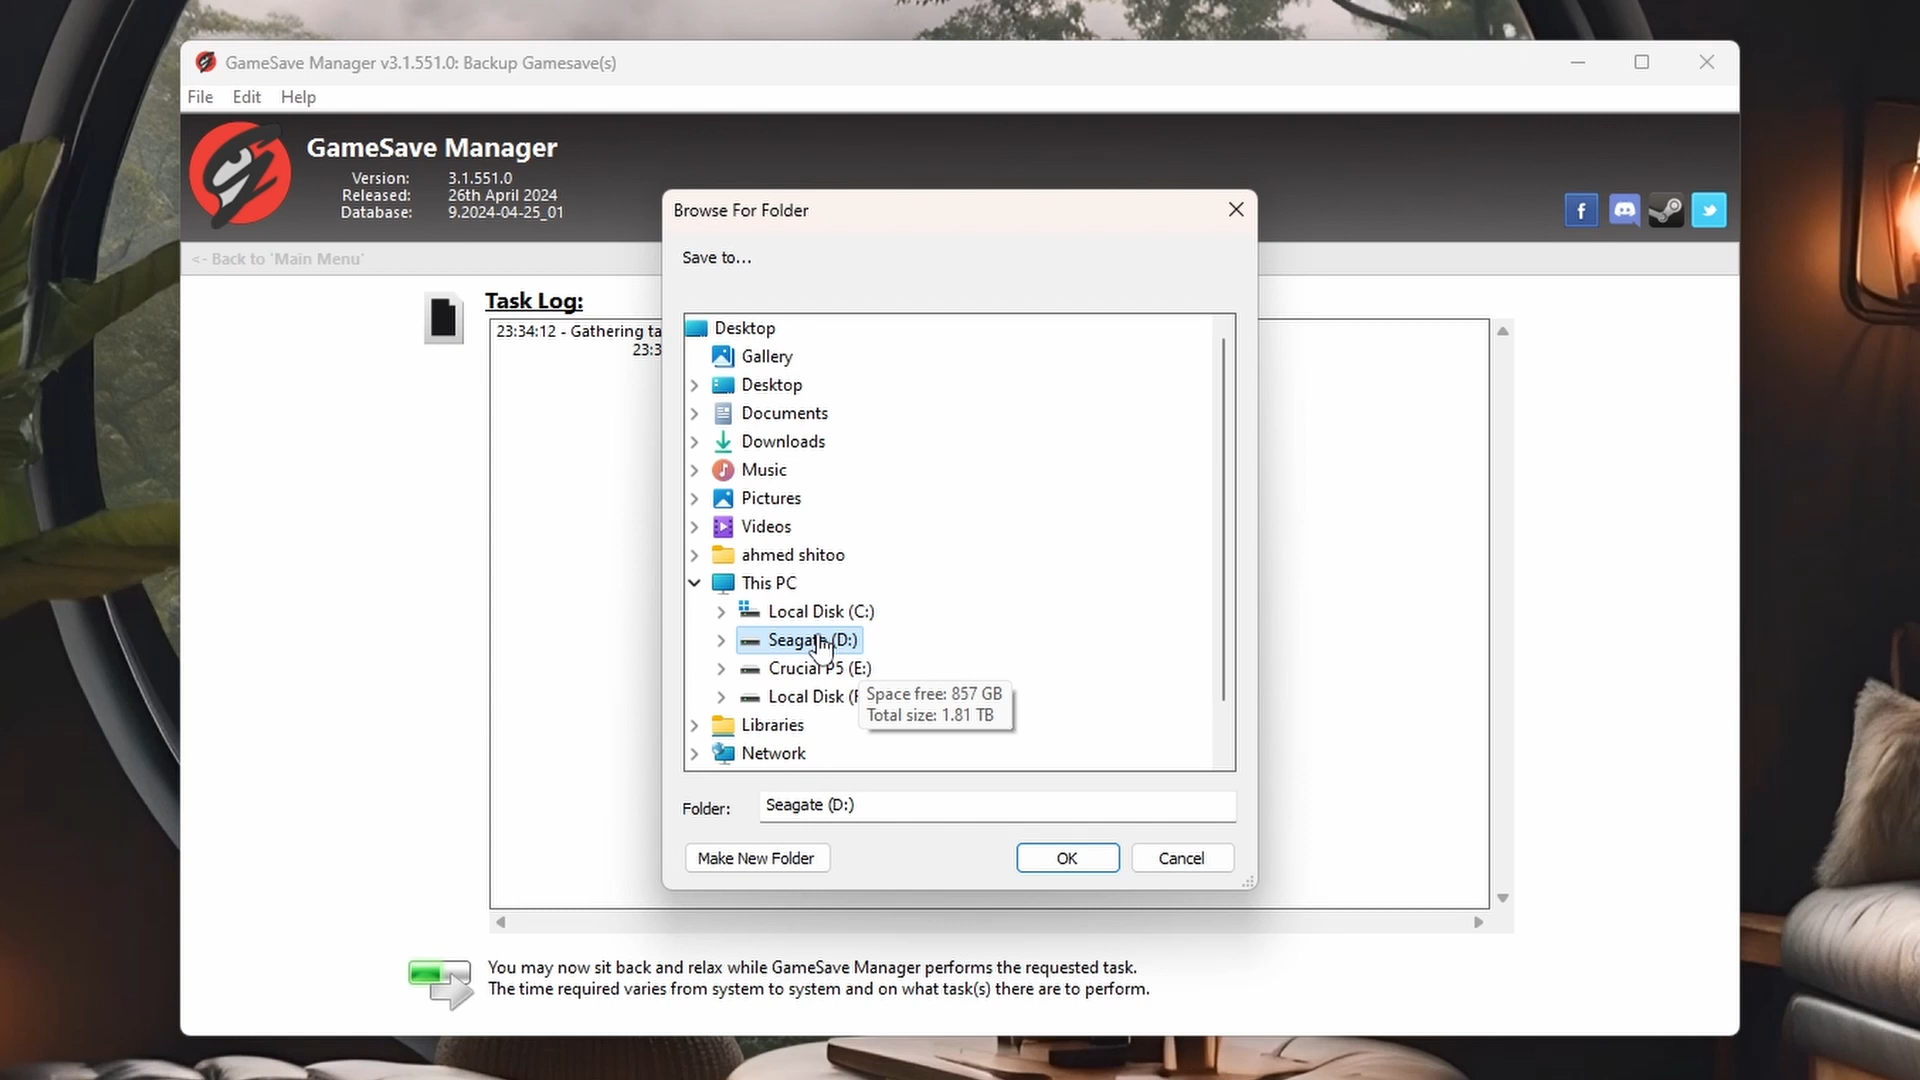 GameSave Manager v3.1.551.0: Backup Gamesave(s)
File Edit Help
GameSave Manager
Version: 3.1.551.0
Released: 26th April 2024
Database: 9.2024-04-25_01
<- Back to 'Main Menu'
Task Log:
23:34:12 - Gathering ta
23:3
Browse For Folder
Save to...
Desktop
Gallery
Desktop
Documents
Downloads
Music
Pictures
Videos
ahmed shitoo
This PC
Local Disk (C:)
Seagate (D:)
Crucial P5 (E:)
Local Disk (F
Space free: 857 GB
Total size: 1.81 TB
Libraries
Network
Folder: Seagate (D:)
Make New Folder OK Cancel
You may now sit back and relax while GameSave Manager performs the requested task.
The time required varies from system to system and on what task(s) there are to perform.